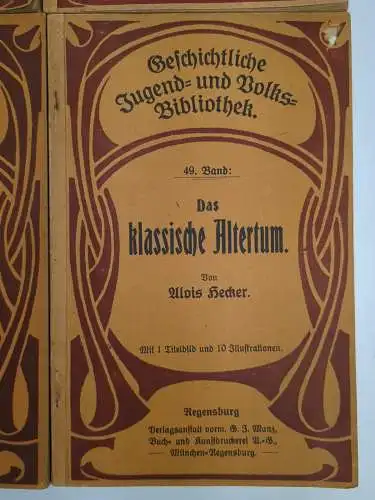 Geschichtliche
Jugend- und Volks-
Bibliothek.
49. Band:
Das
klassische Altertum.
Von
Alois Hecker.
Mit 1 Titelbild und 10 Illustrationen.
Regensburg
Verlagsanstalt vorm. G. J. Manz,
Buch- und Kunstdruckerei A.-G.,
München-Regensburg.